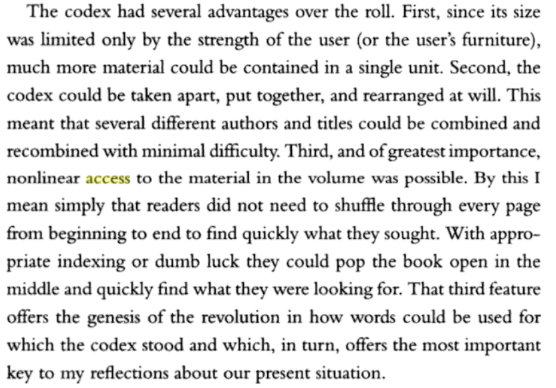 The codex had several advantages over the roll. First, since its size
was limited only by the strength of the user (or the user's furniture),
much more material could be contained in a single unit. Second, the
codex could be taken apart, put together, and rearranged at will. This
meant that several different authors and titles could be combined and
recombined with minimal difficulty. Third, and of greatest importance,
nonlinear access to the material in the volume was possible. By this I
mean simply that readers did not need to shuffle through every page
from beginning to end to find quickly what they sought. With appro-
priate indexing or dumb luck they could pop the book open in the
middle and quickly find what they were looking for. That third feature
offers the genesis of the revolution in how words could be used for
which the codex stood and which, in turn, offers the most important
key to my reflections about our present situation.